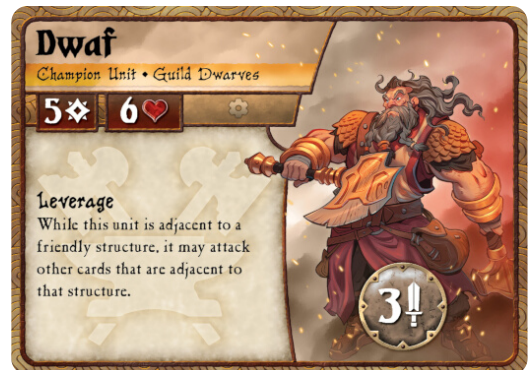 Dwaf
Champion Unit • Guild Dwarves
5 6
Leverage
While this unit is adjacent to a
friendly structure, it may attack
other cards that are adjacent to
that structure.
3